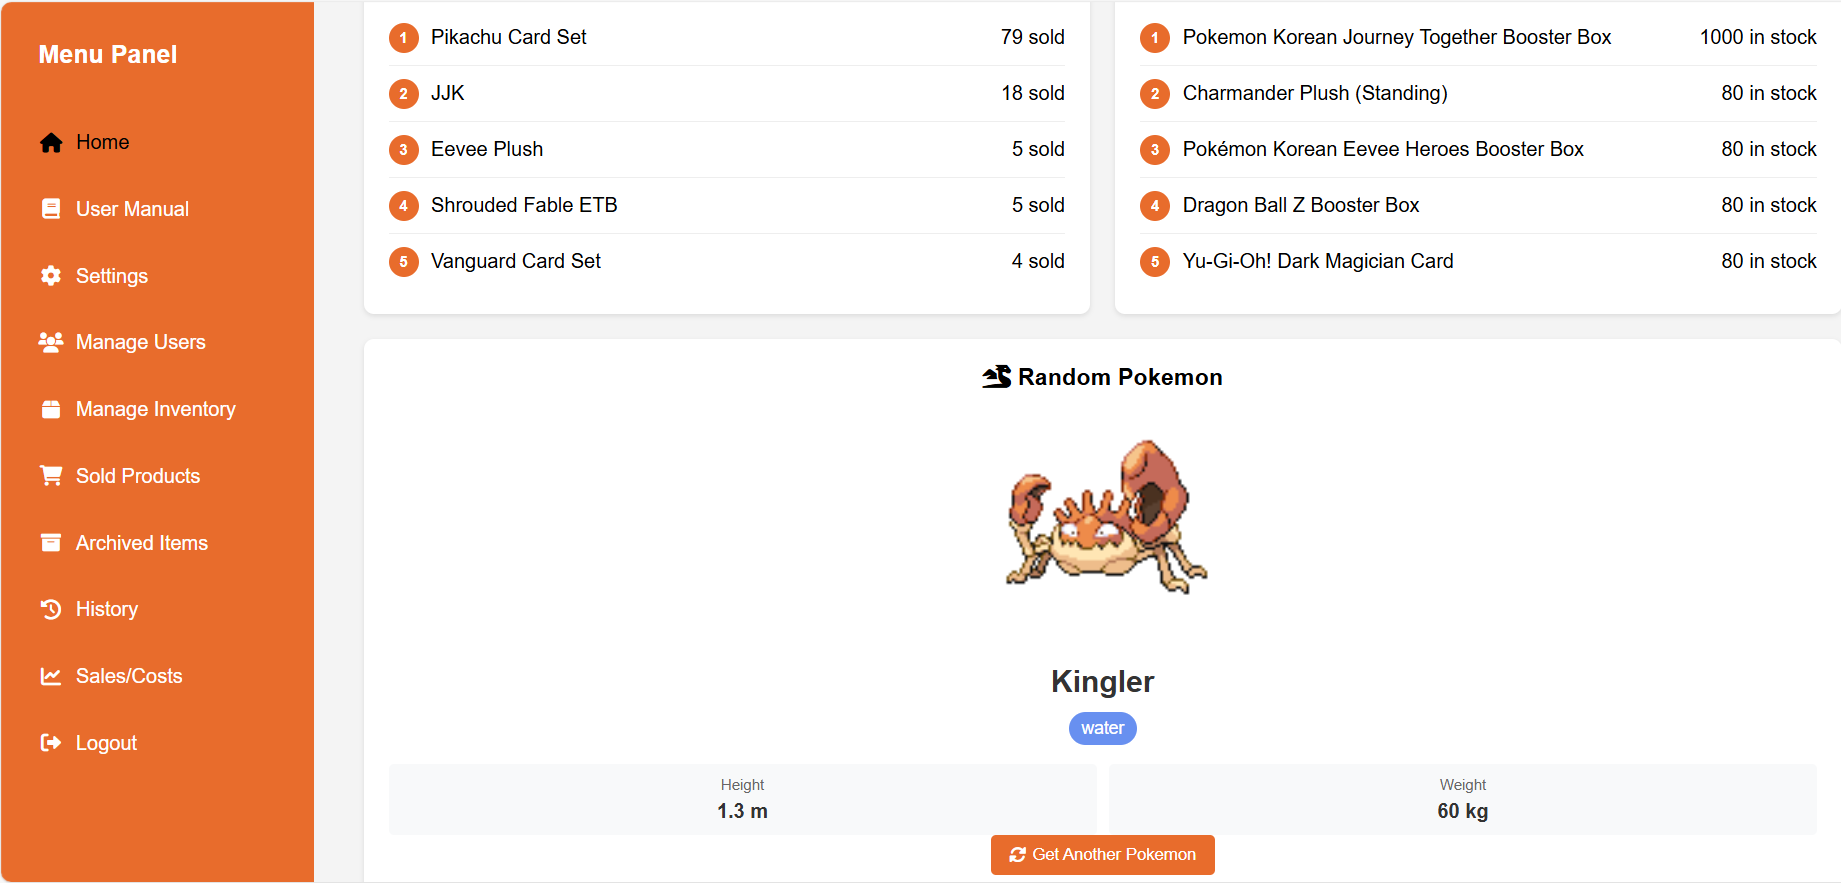 Menu Panel
Home
User Manual
Settings
Manage Users
Manage Inventory
Sold Products
Archived Items
History
Sales/Costs
Logout
1 Pikachu Card Set 79 sold
2 JJK 18 sold
3 Eevee Plush 5 sold
4 Shrouded Fable ETB 5 sold
5 Vanguard Card Set 4 sold
1 Pokemon Korean Journey Together Booster Box 1000 in stock
2 Charmander Plush (Standing) 80 in stock
3 Pokémon Korean Eevee Heroes Booster Box 80 in stock
4 Dragon Ball Z Booster Box 80 in stock
5 Yu-Gi-Oh! Dark Magician Card 80 in stock
Random Pokemon
Kingler
water
Height
1.3 m
Weight
60 kg
Get Another Pokemon